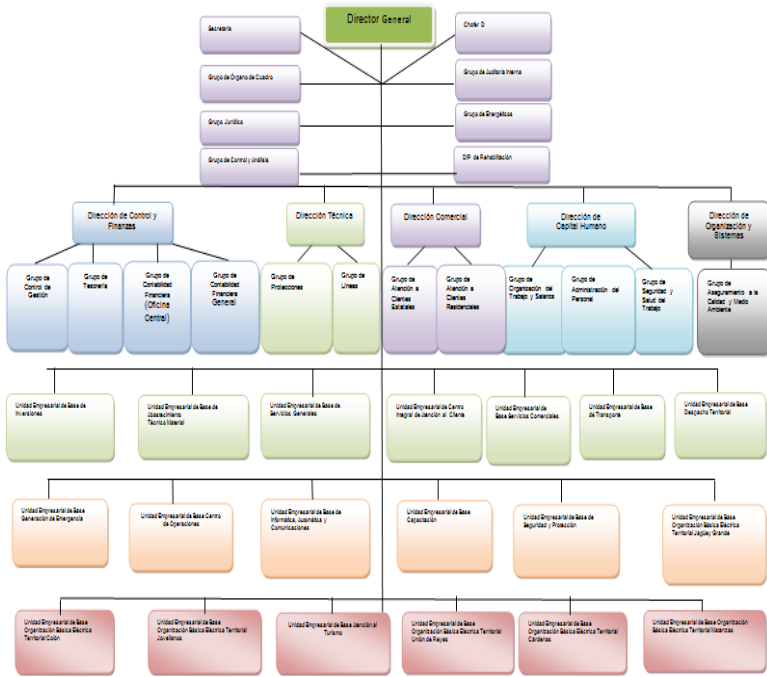 Director General
Secretaria
Chofer D
Grupo de Órgano de Cuadro
Grupo de Auditoria Interna
Grupo Jurídico
Grupo de Energéticos
Grupo de Control y Análisis
DIP de Rehabilitación
Dirección de Control y
Finanzas
Dirección Técnica
Dirección Comercial
Dirección de
Capital Humano
Dirección de
Organización y
Sistemas
Grupo de
Control de
Gestión
Grupo de
Tesorería
Grupo de
Contabilidad
Financiera
(Oficina
Central)
Grupo de
Contabilidad
Financiera
General
Grupo de
Protecciones
Grupo de
Líneas
Grupo de
Atención a
Clientes
Estatales
Grupo de
Atención a
Clientes
Residenciales
Grupo de
Organización del
Trabajo y Salarios
Grupo de
Administración del
Personal
Grupo de
Seguridad y
Salud del
Trabajo
Grupo de
Aseguramiento a la
Calidad y Medio
Ambiente
Unidad Empresarial de Base de
Inversiones
Unidad Empresarial de Base de
Abastecimiento
Técnico Material
Unidad Empresarial de Base de
Servicios Generales
Unidad Empresarial de Centro
Integral de Atención al Cliente
Unidad Empresarial de
Base Servicios Comerciales
Unidad Empresarial de Base
de Transporte
Unidad Empresarial de Base
Despacho Territorial
Unidad Empresarial de Base
Generación de Emergencia
Unidad Empresarial de Base Centro
de Operaciones
Unidad Empresarial de Base de
Informática, Automática y
Comunicaciones
Unidad Empresarial de Base
Capacitación
Unidad Empresarial de Base de
Seguridad y Protección
Unidad Empresarial de Base
Organización Básica Eléctrica
Territorial Jagüey Grande
Unidad Empresarial de Base
Organización Básica Eléctrica
Territorial Colón
Unidad Empresarial de Base
Organización Básica Eléctrica Territorial
Jovellanos
Unidad Empresarial de Base Atención al
Turismo
Unidad Empresarial de Base
Organización Básica Eléctrica Territorial
Unión de Reyes
Unidad Empresarial de Base
Organización Básica Eléctrica Territorial
Cárdenas
Unidad Empresarial de Base Organización
Básica Eléctrica Territorial Matanzas